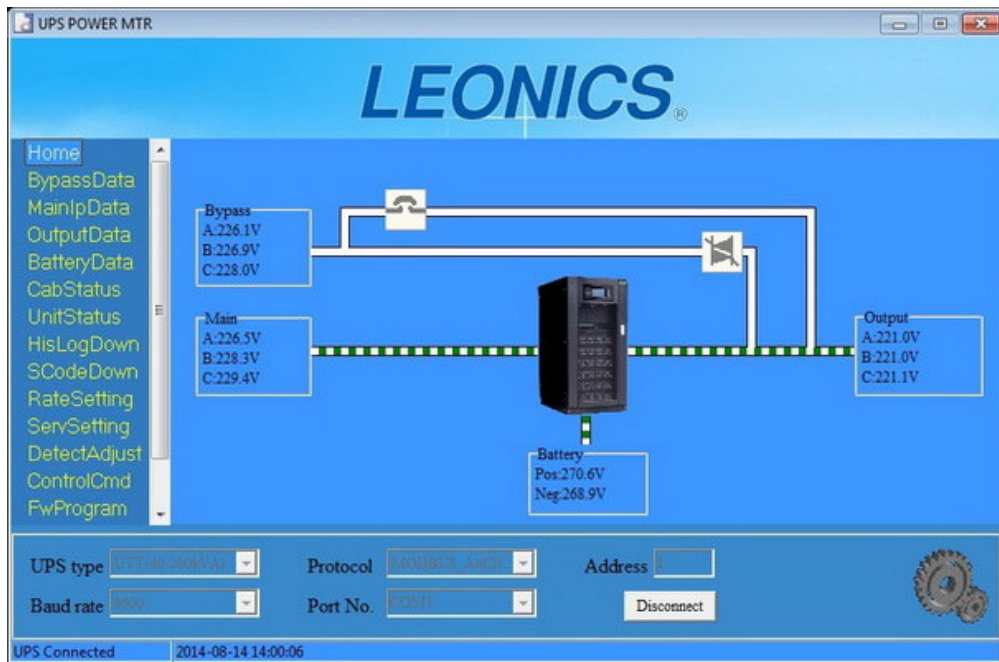 UPS POWER MTR
LEONICS®
Home
BypassData
MainIpData
OutputData
BatteryData
CabStatus
UnitStatus
HisLogDown
SCodeDown
RateSetting
ServSetting
DetectAdjust
ControlCmd
FwProgram
Bypass
A:226.1V
B:226.9V
C:228.0V
Main
A:226.5V
B:228.3V
C:229.4V
Output
A:221.0V
B:221.0V
C:221.1V
Battery
Pos:270.6V
Neg:268.9V
UPS type
Protocol MODBUS_ASCII
Address
Baud rate 9600
Port No.
Disconnect
UPS Connected 2014-08-14 14:00:06